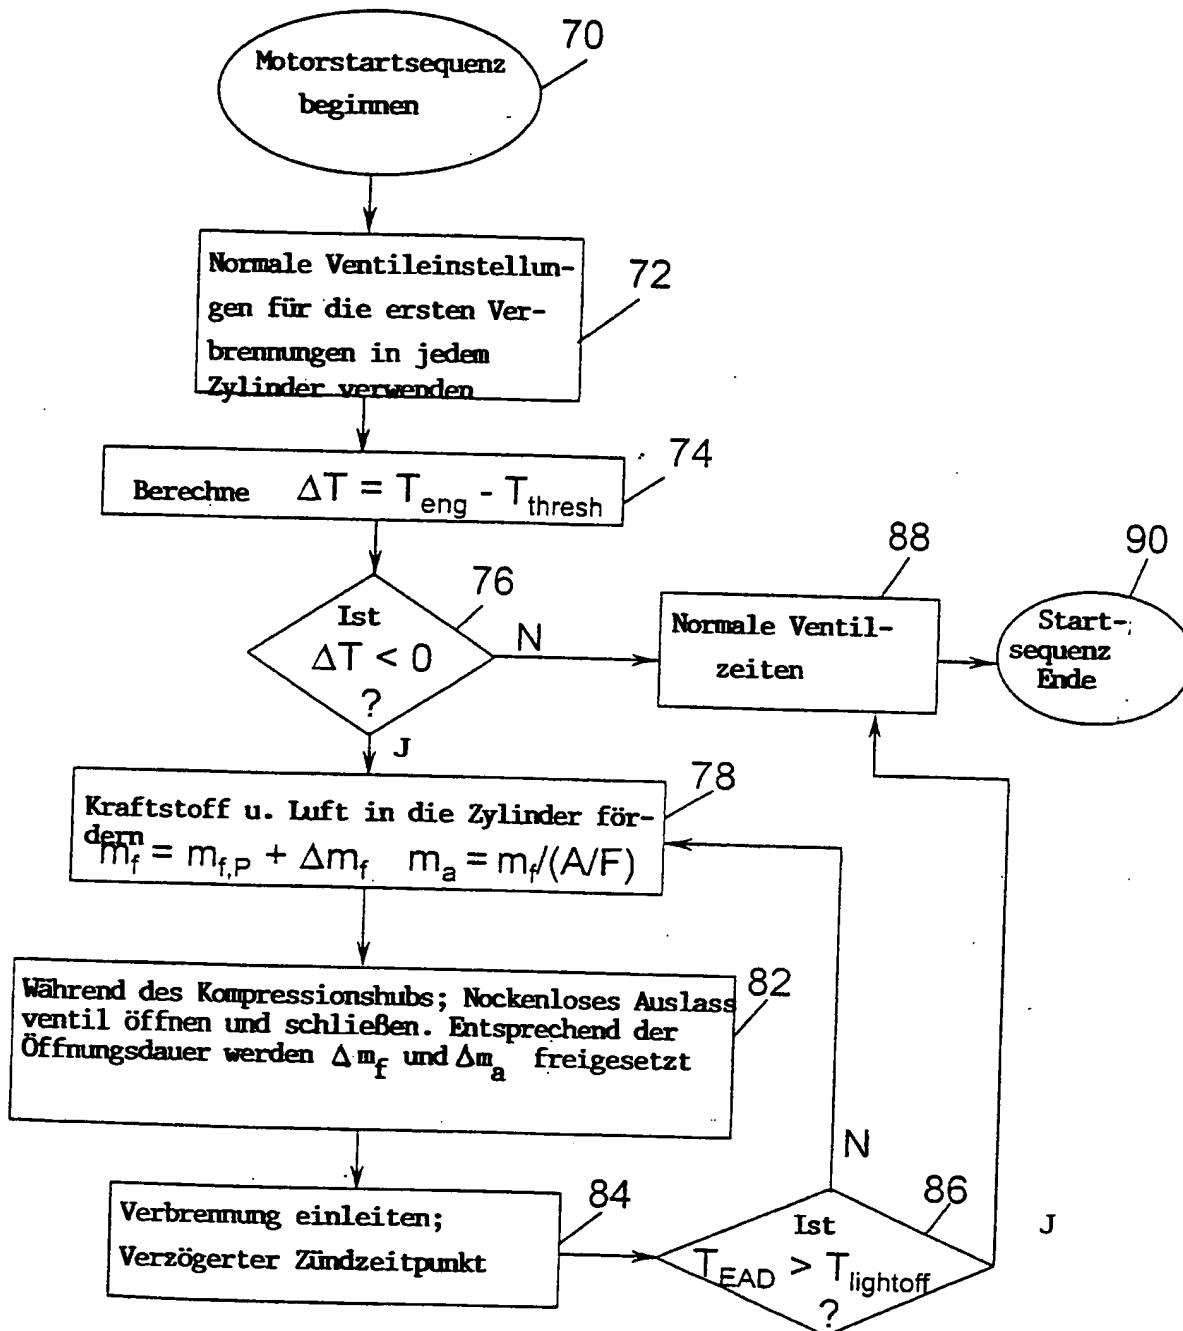 70
Motorstartsequenz
beginnen
72
Normale Ventileinstellun-
gen für die ersten Ver-
brennungen in jedem
Zylinder verwenden
74
Berechne ΔT = T_eng - T_thresh
76
Ist
ΔT < 0
?
N
J
88
Normale Ventil-
zeiten
90
Start-
sequenz
Ende
78
Kraftstoff u. Luft in die Zylinder för-
dern
m_f = m_f,P + Δm_f m_a = m_f/(A/F)
82
Während des Kompressionshubs; Nockenloses Auslass
ventil öffnen und schließen. Entsprechend der
Öffnungsdauer werden Δm_f und Δm_a freigesetzt
84
Verbrennung einleiten;
Verzögerter Zündzeitpunkt
86
Ist
T_EAD > T_lightoff
?
N
J